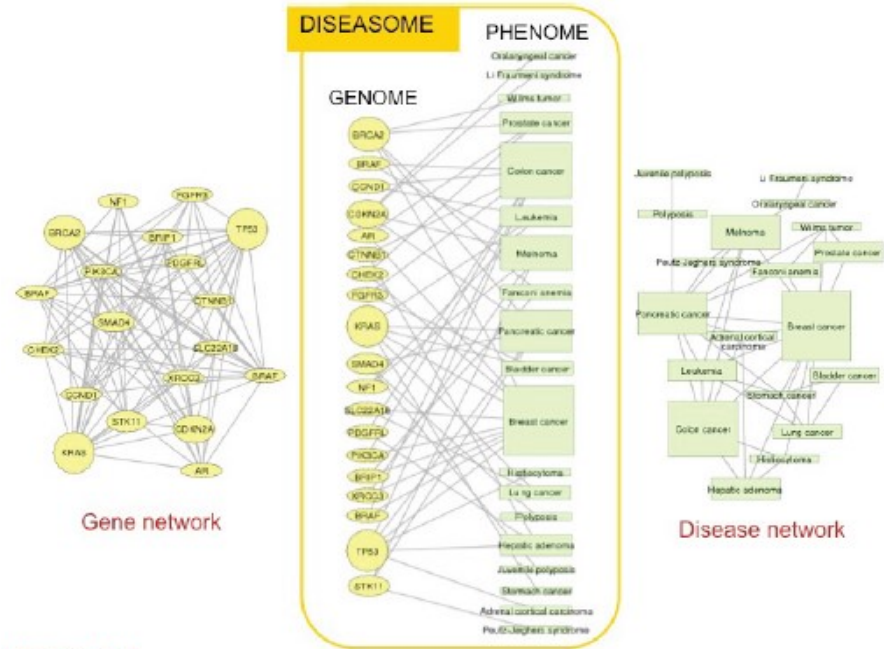 DISEASOME
PHENOME
GENOME
Oralaryngeal cancer
Li Fraumeni syndrome
Wilms tumor
Prostate cancer
Colon cancer
Leukemia
Melnoma
Fanconi anemia
Pancreatic cancer
Bladder cancer
Breast cancer
Histiocytoma
Lung cancer
Polyposis
Hepatic adenoma
Juvenile polyposis
Stomach cancer
Adrenal cortical carcinoma
Peutz-Jeghers syndrome
BRCA2
BRAF
CCND1
CDKN2A
AR
CTNNB1
CHEK2
FGFR3
KRAS
SMAD4
NF1
SLC22A18
PDGFRL
PIK3CA
BRIP1
XRCC3
BRAF
TP53
STK11
NF1
FGFR3
BRCA2
BRIP1
TP53
PIK3CA
PDGFRL
BRAF
CTNNB1
SMAD4
CHEK2
SLC22A18
XRCC3
BRAF
CCND1
STK11
CDKN2A
KRAS
AR
Gene network
Juvenile polyposis
Li Fraumeni syndrome
Oralaryngeal cancer
Polyposis
Melnoma
Wilms tumor
Prostate cancer
Peutz-Jeghers syndrome
Fanconi anemia
Pancreatic cancer
Breast cancer
Adrenal cortical
carcinoma
Leukemia
Bladder cancer
Stomach cancer
Colon cancer
Lung cancer
Histiocytoma
Hepatic adenoma
Disease network